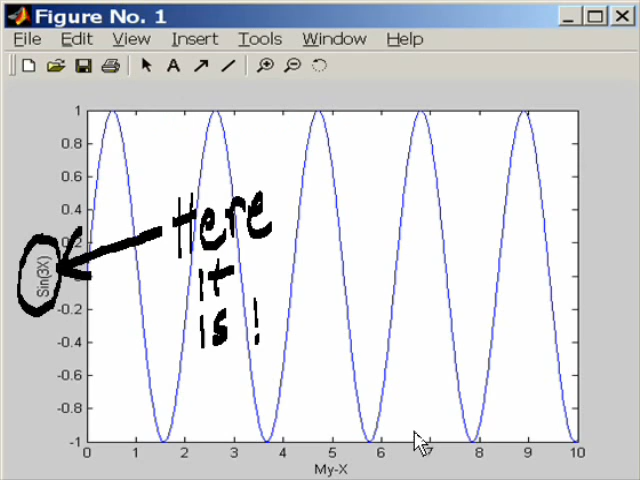 Figure No. 1
File Edit View Insert Tools Window Help
A
1
0.8
0.6
0.4
0.2
Here
it
is !
Sin(3X)
-0.2
-0.4
-0.6
-0.8
-1
0 1 2 3 4 5 6 7 8 9 10
My-X